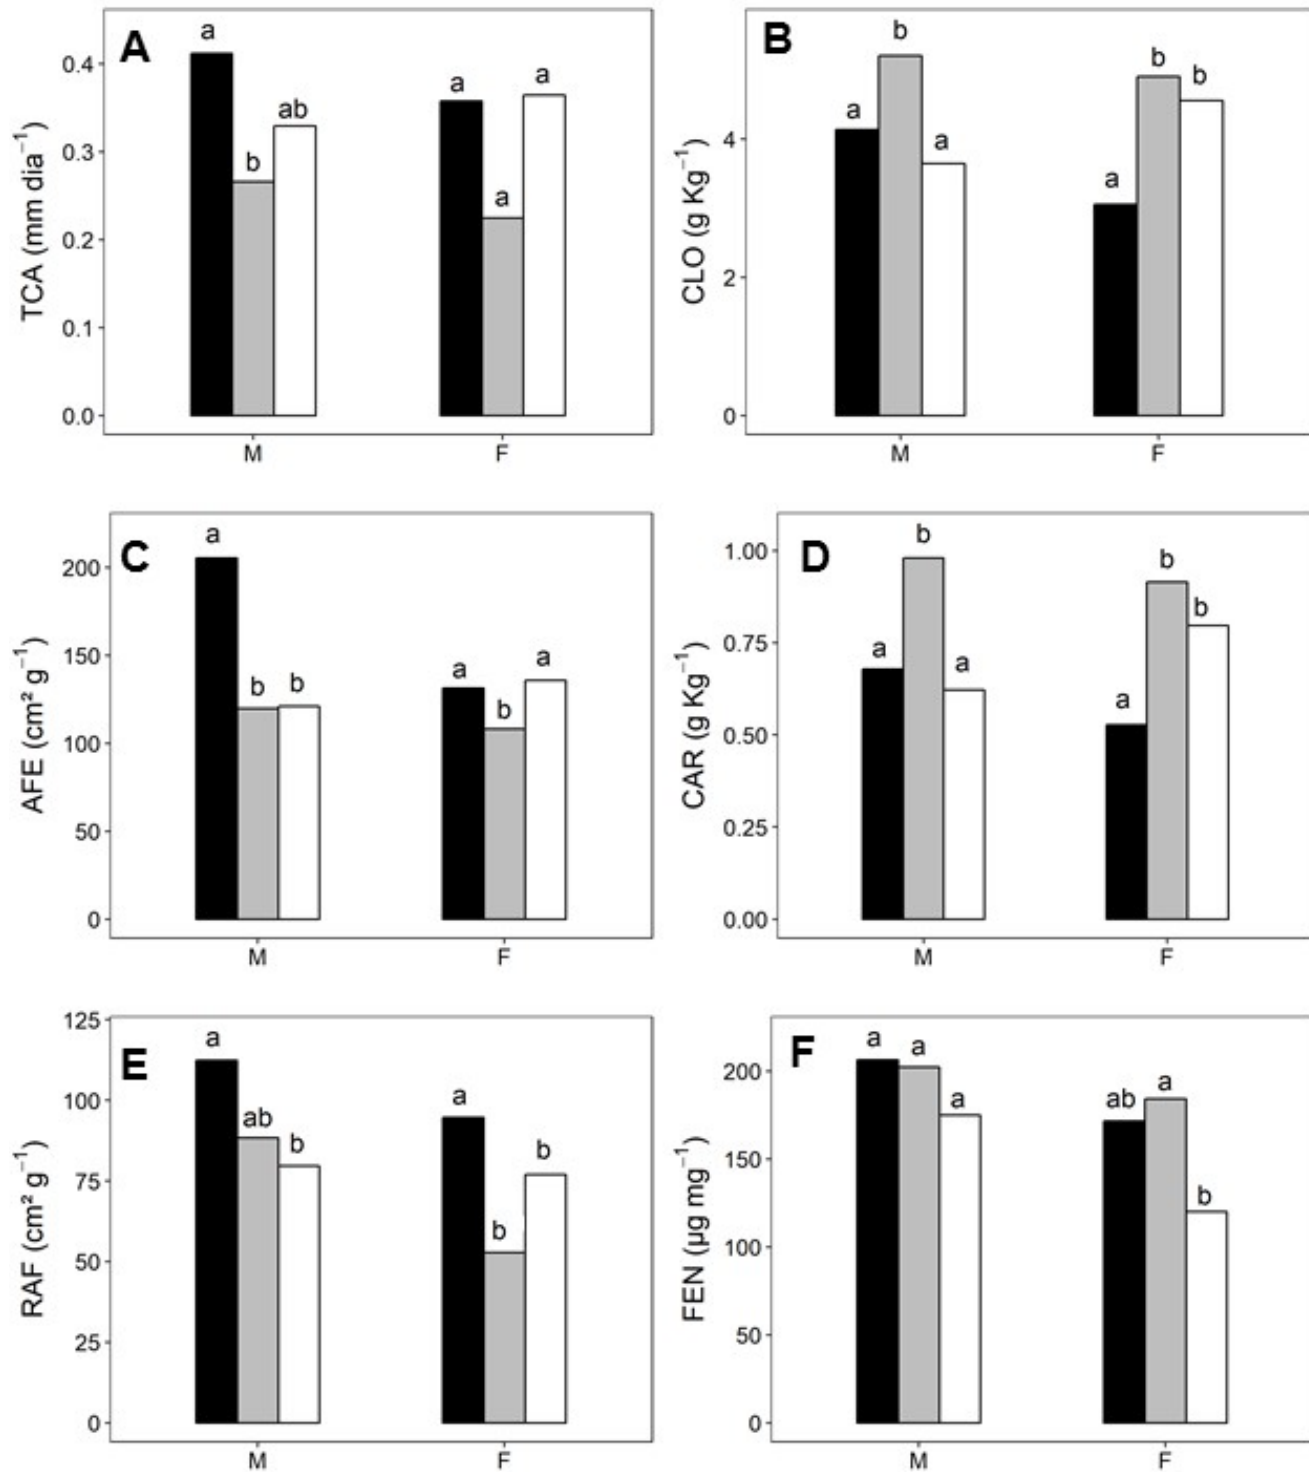 A
TCA (mm dia⁻¹)
0.4
0.3
0.2
0.1
0.0
a
b
ab
a
a
a
M
F
B
CLO (g Kg⁻¹)
4
2
0
a
b
a
a
b
b
M
F
C
AFE (cm² g⁻¹)
200
150
100
50
0
a
b
b
a
b
a
M
F
D
CAR (g Kg⁻¹)
1.00
0.75
0.50
0.25
0.00
a
b
a
a
b
b
M
F
E
RAF (cm² g⁻¹)
125
100
75
50
25
0
a
ab
b
a
b
b
M
F
F
FEN (µg mg⁻¹)
200
150
100
50
0
a
a
a
ab
a
b
M
F